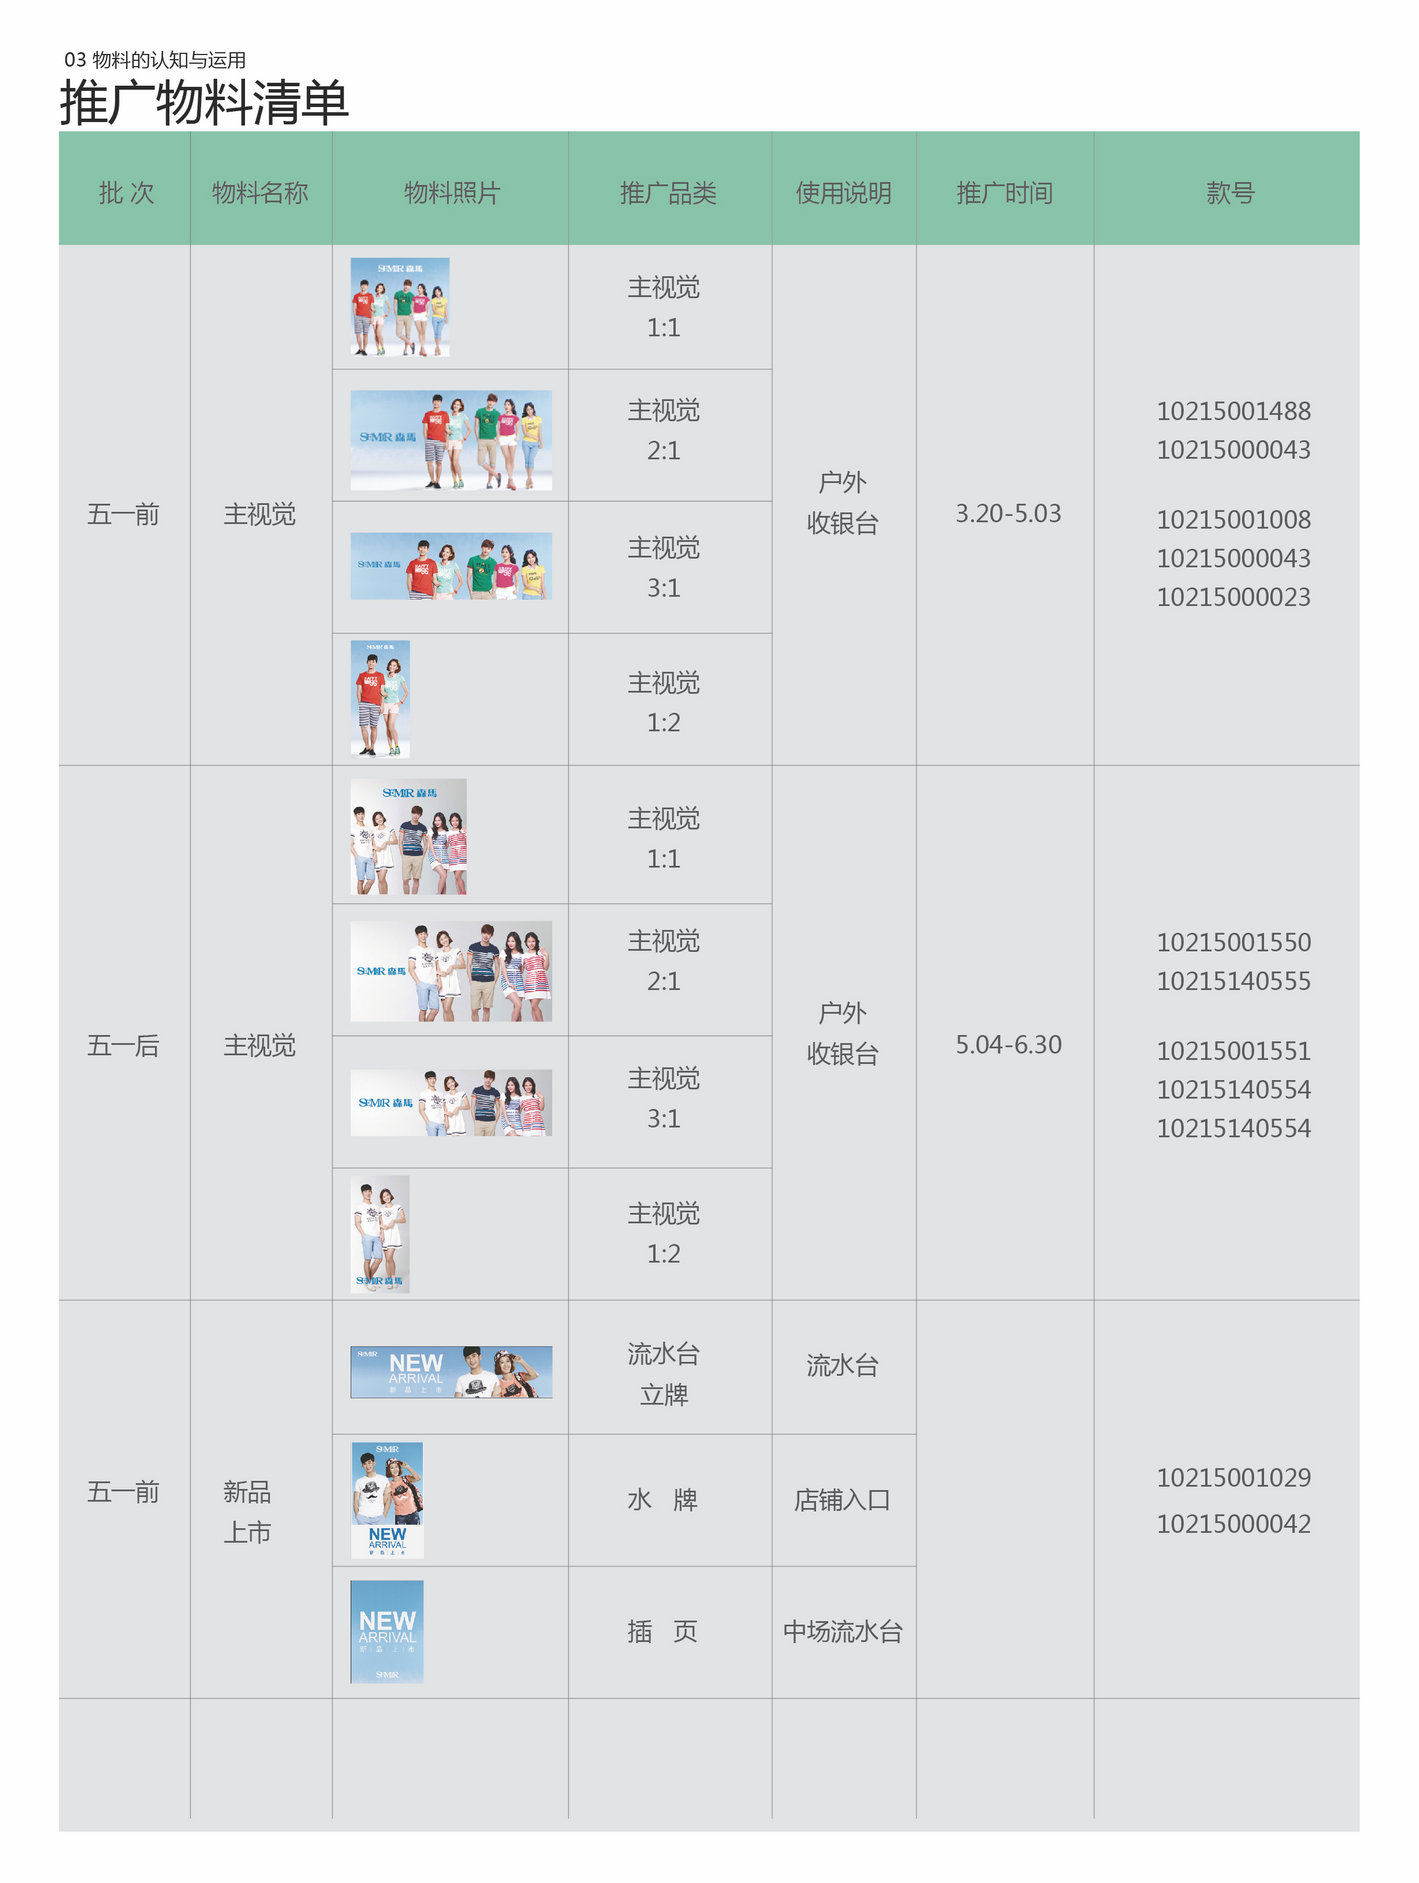 03 物料的认知与运用
推广物料清单
批 次 物料名称 物料照片 推广品类 使用说明 推广时间 款号
五一前
主视觉
SEMIR 森馬
主视觉
1:1
SEMIR 森馬
主视觉
2:1
SEMIR 森馬
主视觉
3:1
SEMIR 森馬
主视觉
1:2
户外
收银台
3.20-5.03
10215001488
10215000043
10215001008
10215000043
10215000023
五一后
主视觉
SEMIR 森馬
主视觉
1:1
SEMIR 森馬
主视觉
2:1
SEMIR 森馬
主视觉
3:1
SEMIR 森馬
主视觉
1:2
户外
收银台
5.04-6.30
10215001550
10215140555
10215001551
10215140554
10215140554
五一前
新品
上市
SEMIR
NEW
ARRIVAL
新 品 上 市
流水台
立牌
流水台
SEMIR
NEW
ARRIVAL
新 品 上 市
水 牌
店铺入口
NEW
ARRIVAL
新 品 上 市
SEMIR
插 页
中场流水台
10215001029
10215000042